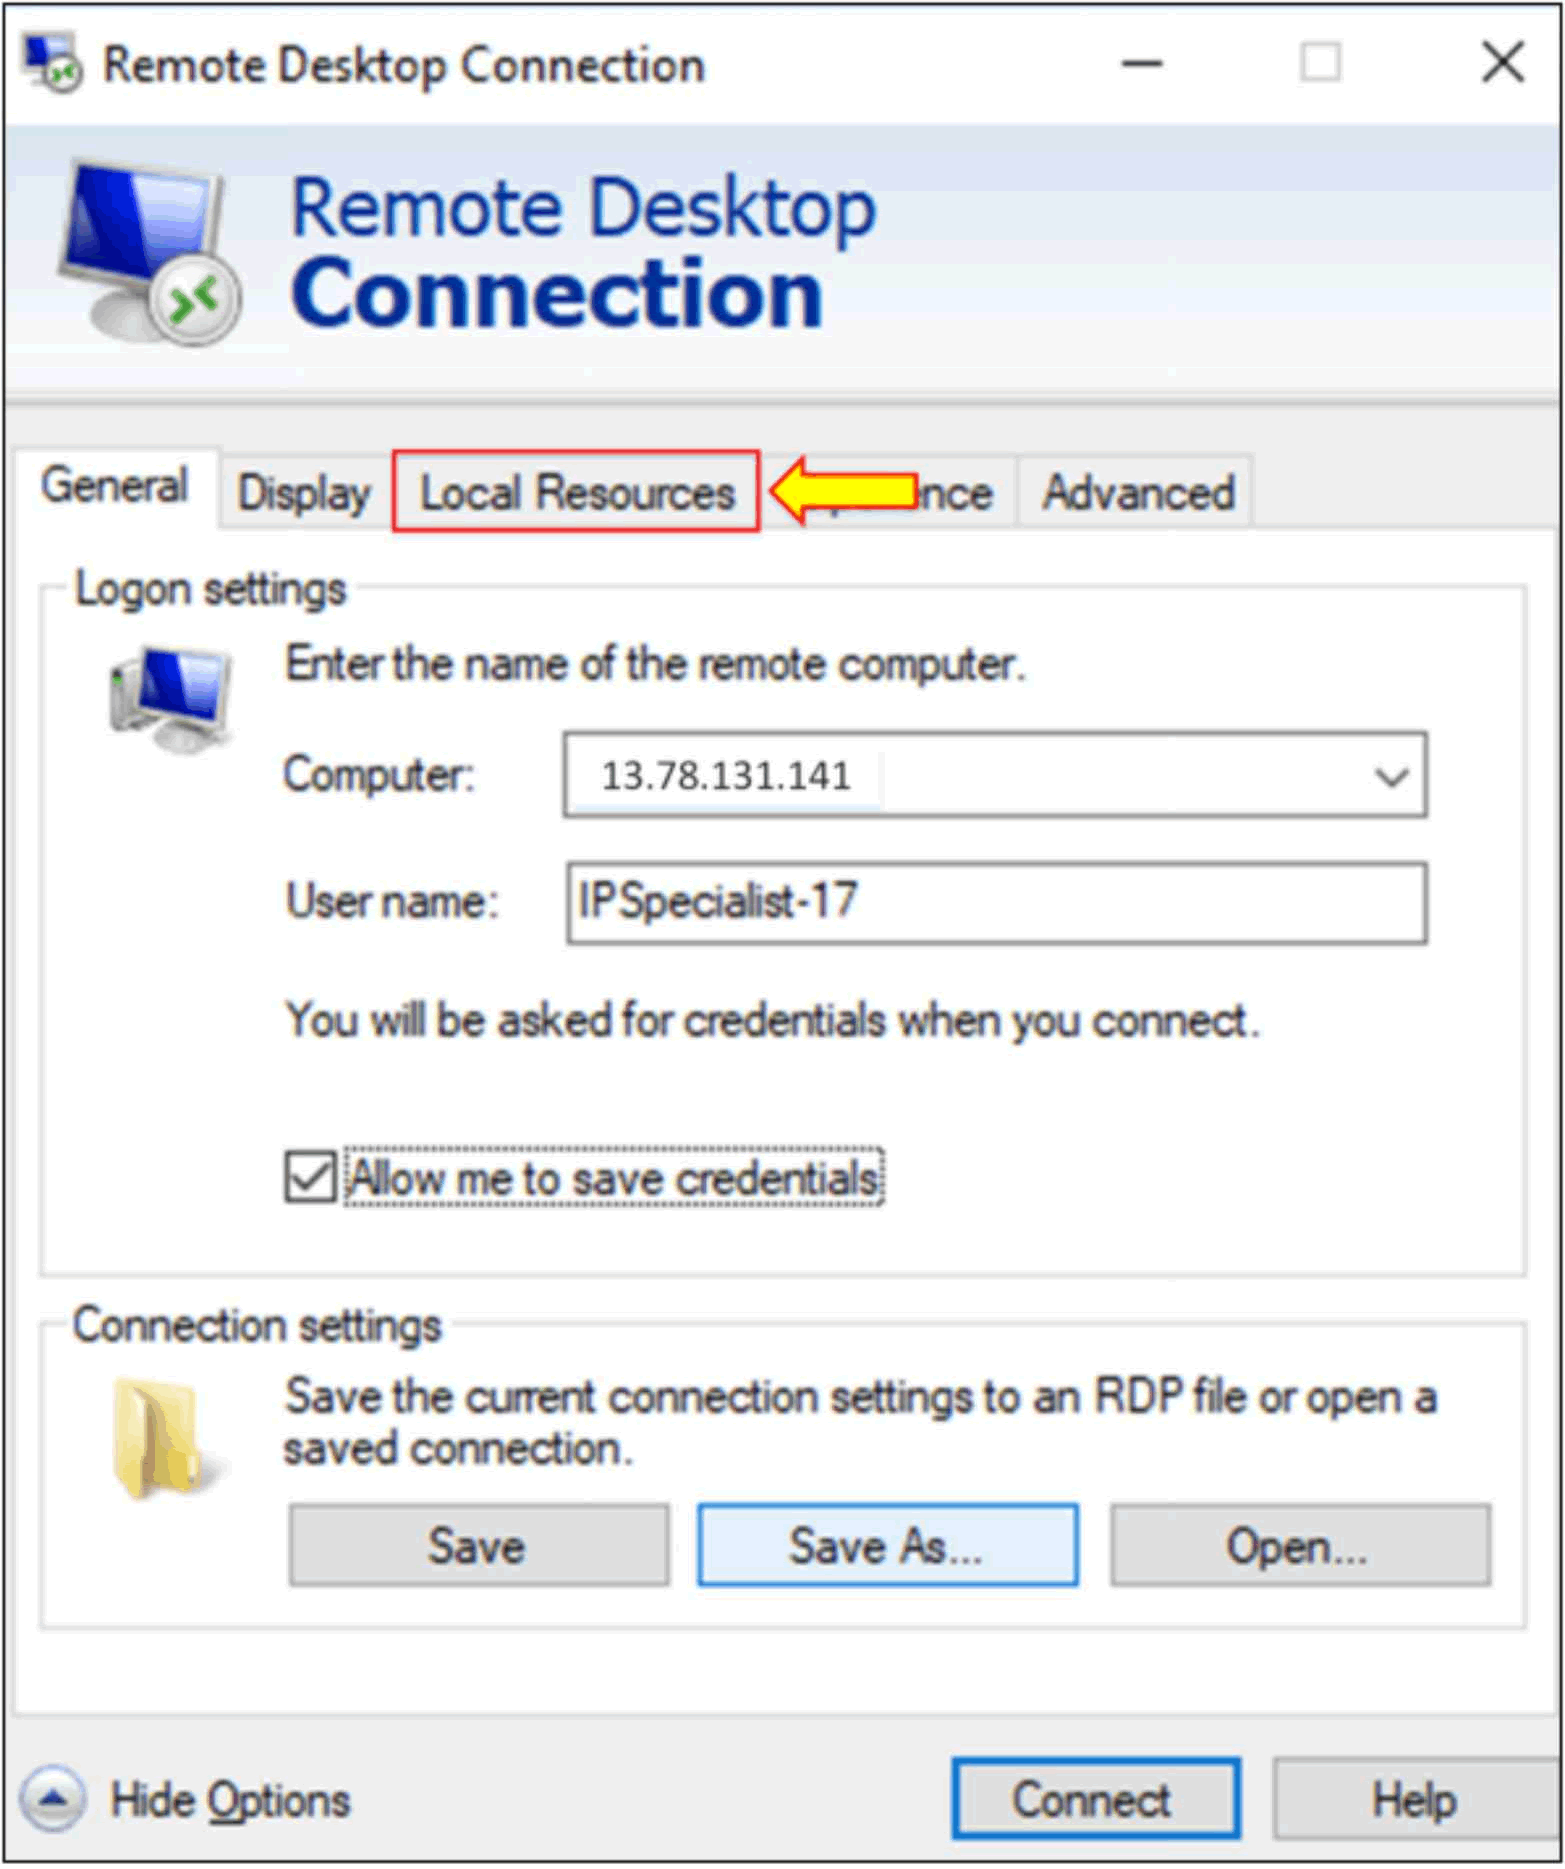 Remote Desktop Connection
Remote Desktop
Connection
General Display Local Resources Advanced
Logon settings
Enter the name of the remote computer.
Computer: 13.78.131.141
User name: IPSpecialist-17
You will be asked for credentials when you connect.
Allow me to save credentials
Connection settings
Save the current connection settings to an RDP file or open a
saved connection.
Save Save As... Open...
Hide Options Connect Help